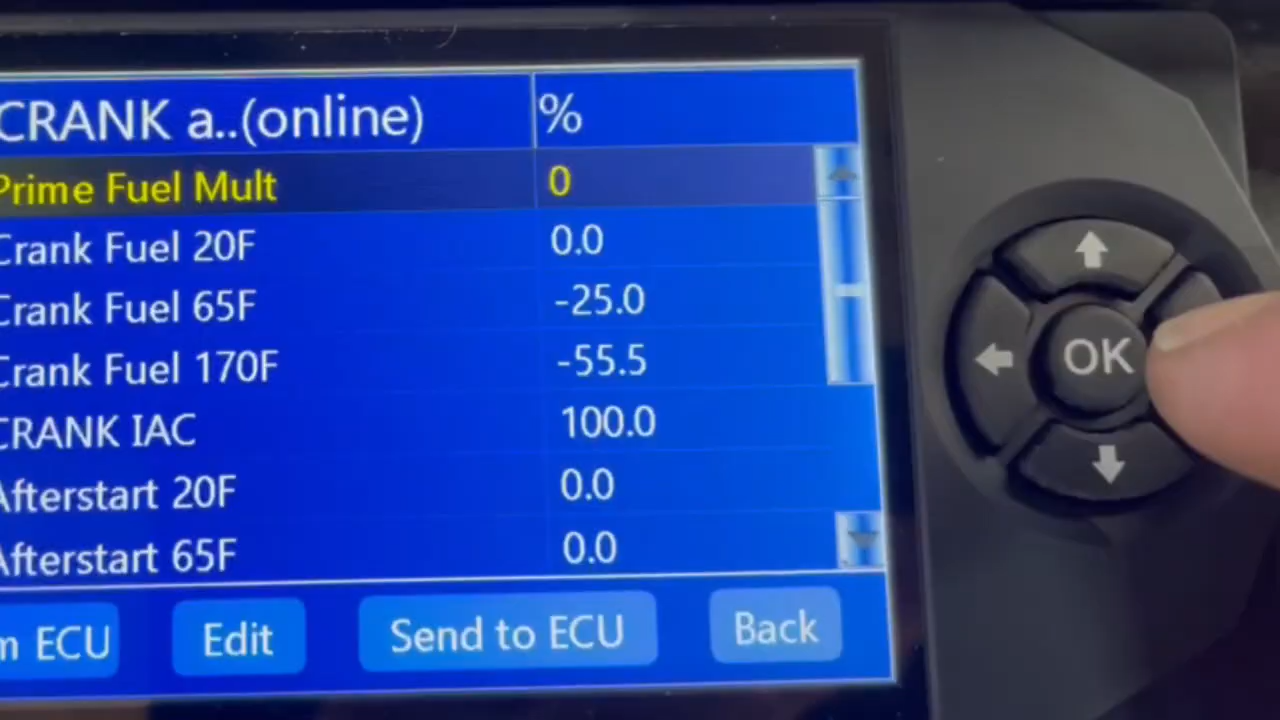 CRANK a..(online) %
Prime Fuel Mult 0
Crank Fuel 20F 0.0
Crank Fuel 65F -25.0
Crank Fuel 170F -55.5
CRANK IAC 100.0
Afterstart 20F 0.0
Afterstart 65F 0.0
m ECU Edit Send to ECU Back
OK